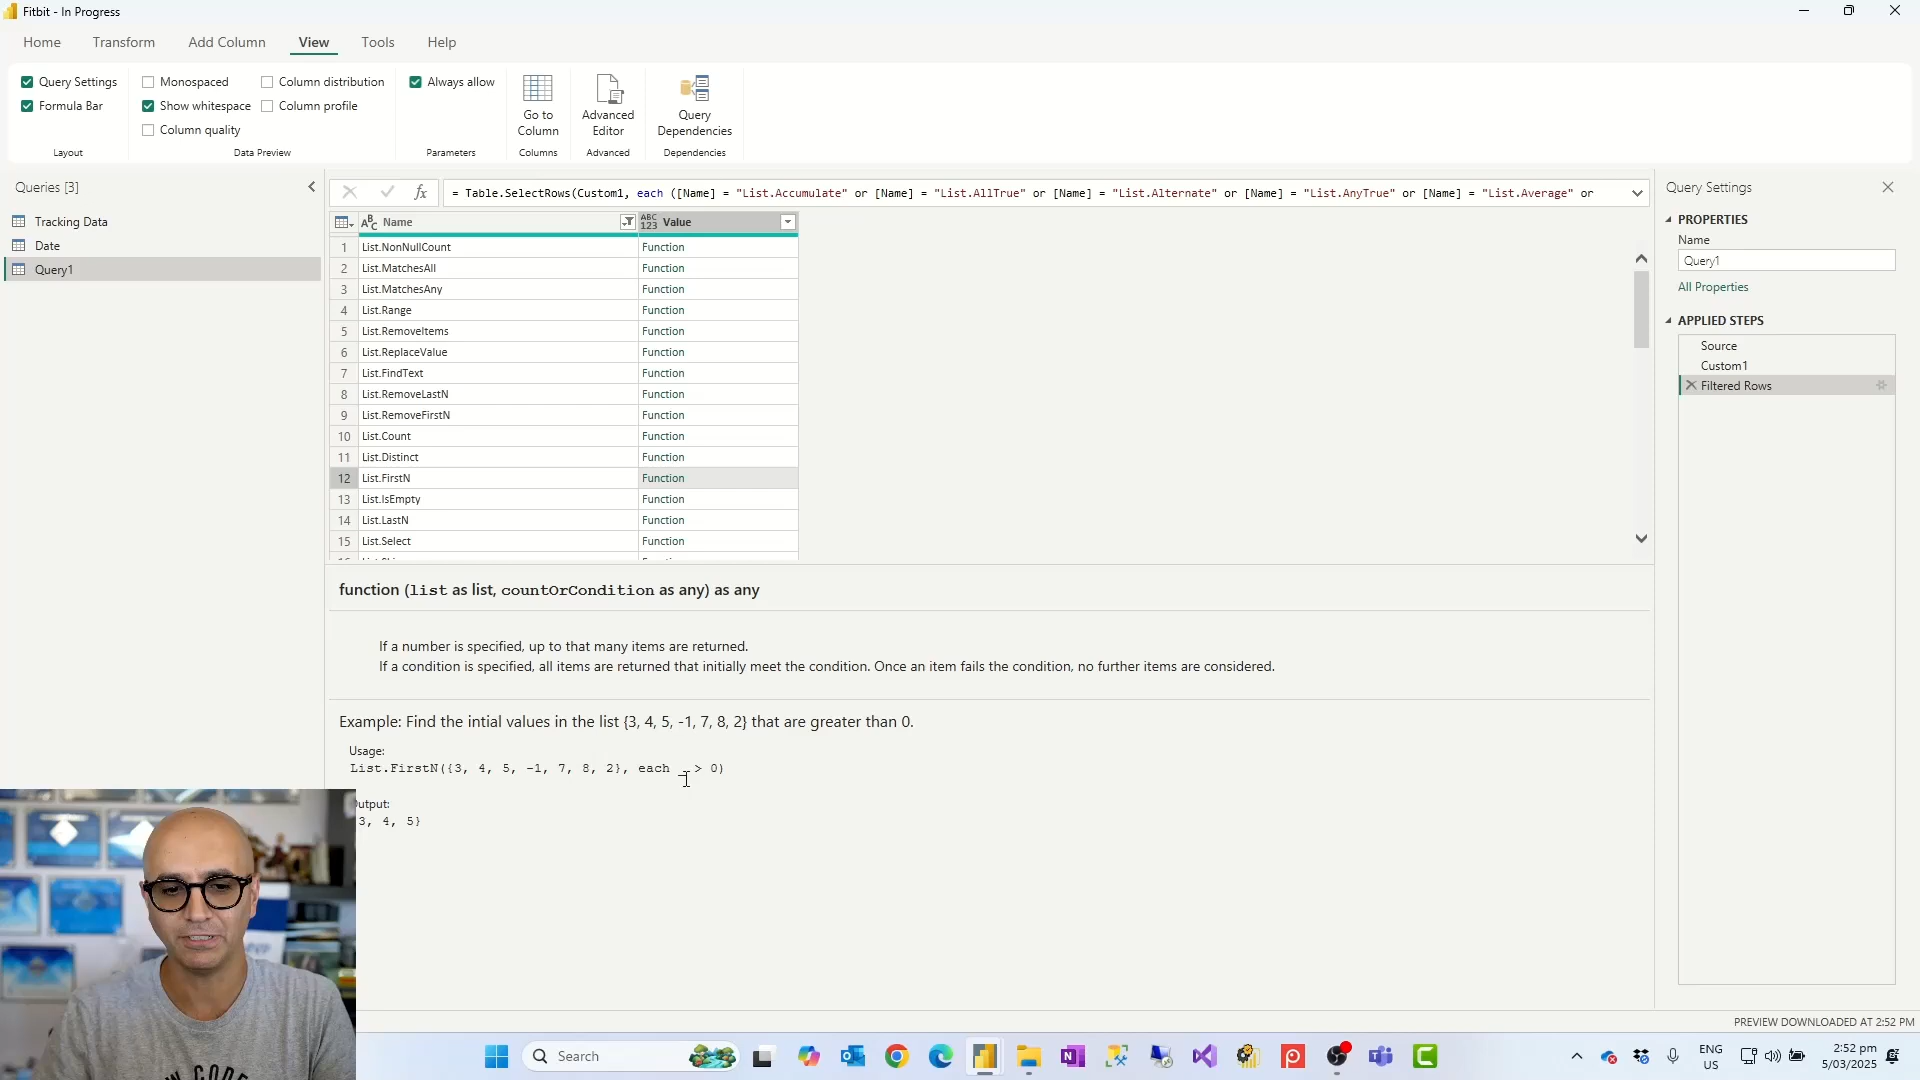 Fitbit - In Progress
Home Transform Add Column View Tools Help
Query Settings
Formula Bar
Layout
Monospaced
Show whitespace
Column quality
Column distribution
Column profile
Data Preview
Always allow
Parameters
Go to
Column
Columns
Advanced
Editor
Advanced
Query
Dependencies
Dependencies
Queries [3]
Tracking Data
Date
Query1
fx = Table.SelectRows(Custom1, each ([Name] = "List.Accumulate" or [Name] = "List.AllTrue" or [Name] = "List.Alternate" or [Name] = "List.AnyTrue" or [Name] = "List.Average" or
ABC Name ABC 123 Value
1 List.NonNullCount Function
2 List.MatchesAll Function
3 List.MatchesAny Function
4 List.Range Function
5 List.RemoveItems Function
6 List.ReplaceValue Function
7 List.FindText Function
8 List.RemoveLastN Function
9 List.RemoveFirstN Function
10 List.Count Function
11 List.Distinct Function
12 List.FirstN Function
13 List.IsEmpty Function
14 List.LastN Function
15 List.Select Function
function (list as list, countOrCondition as any) as any
If a number is specified, up to that many items are returned.
If a condition is specified, all items are returned that initially meet the condition. Once an item fails the condition, no further items are considered.
Example: Find the intial values in the list {3, 4, 5, -1, 7, 8, 2} that are greater than 0.
Usage:
List.FirstN({3, 4, 5, -1, 7, 8, 2}, each _ > 0)
utput:
3, 4, 5}
Query Settings
PROPERTIES
Name
Query1
All Properties
APPLIED STEPS
Source
Custom1
Filtered Rows
PREVIEW DOWNLOADED AT 2:52 PM
Search
ENG
US
2:52 pm
5/03/2025